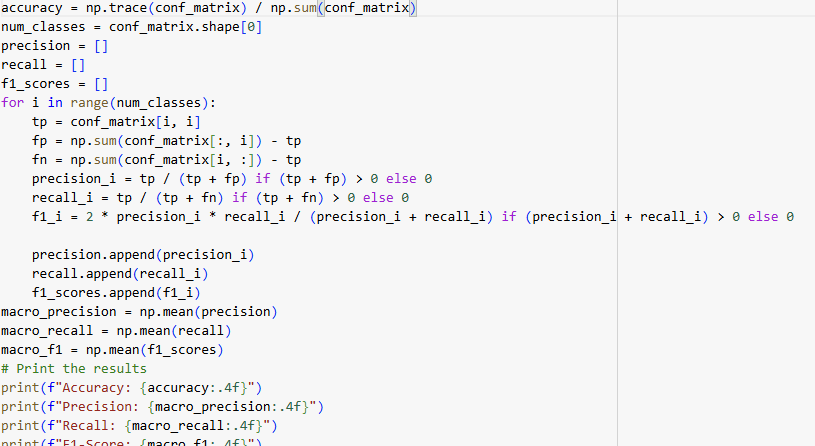 accuracy = np.trace(conf_matrix) / np.sum(conf_matrix)
num_classes = conf_matrix.shape[0]
precision = []
recall = []
f1_scores = []
for i in range(num_classes):
    tp = conf_matrix[i, i]
    fp = np.sum(conf_matrix[:, i]) - tp
    fn = np.sum(conf_matrix[i, :]) - tp
    precision_i = tp / (tp + fp) if (tp + fp) > 0 else 0
    recall_i = tp / (tp + fn) if (tp + fn) > 0 else 0
    f1_i = 2 * precision_i * recall_i / (precision_i + recall_i) if (precision_i + recall_i) > 0 else 0

    precision.append(precision_i)
    recall.append(recall_i)
    f1_scores.append(f1_i)
macro_precision = np.mean(precision)
macro_recall = np.mean(recall)
macro_f1 = np.mean(f1_scores)
# Print the results
print(f"Accuracy: {accuracy:.4f}")
print(f"Precision: {macro_precision:.4f}")
print(f"Recall: {macro_recall:.4f}")
print(f"F1-Score: {macro_f1:.4f}")